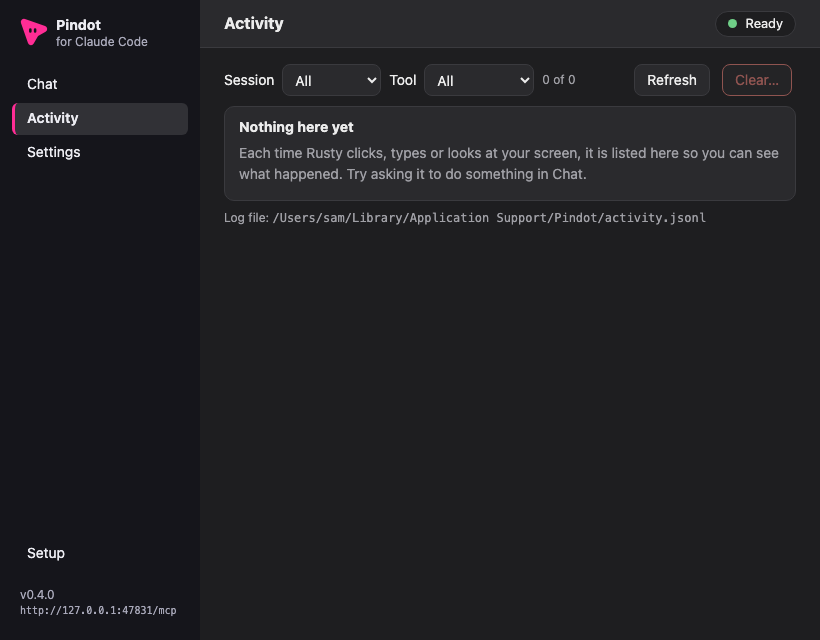 Pindot
for Claude Code
Chat
Activity
Settings
Setup
v0.4.0
http://127.0.0.1:47831/mcp
Activity
Ready
Session All Tool All 0 of 0 Refresh Clear...
Nothing here yet
Each time Rusty clicks, types or looks at your screen, it is listed here so you can see
what happened. Try asking it to do something in Chat.
Log file: /Users/sam/Library/Application Support/Pindot/activity.jsonl